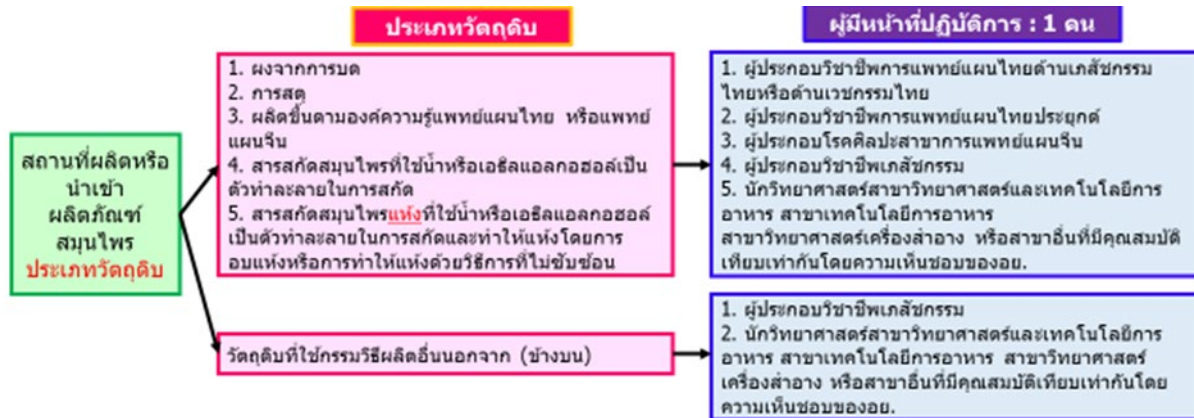 ประเภทวัตถุดิบ
ผู้มีหน้าที่ปฏิบัติการ : 1 คน
สถานที่ผลิตหรือ
นำเข้า
ผลิตภัณฑ์
สมุนไพร
ประเภทวัตถุดิบ
1. ผงจากการบด
2. การสตุ
3. ผลิตขึ้นตามองค์ความรู้แพทย์แผนไทย หรือแพทย์
แผนจีน
4. สารสกัดสมุนไพรที่ใช้น้ำหรือเอธิลแอลกอฮอล์เป็น
ตัวทำละลายในการสกัด
5. สารสกัดสมุนไพรแห้งที่ใช้น้ำหรือเอธิลแอลกอฮอล์
เป็นตัวทำละลายในการสกัดและทำให้แห้งโดยการ
อบแห้งหรือการทำให้แห้งด้วยวิธีการที่ไม่ซับซ้อน
1. ผู้ประกอบวิชาชีพการแพทย์แผนไทยด้านเภสัชกรรม
ไทยหรือด้านเวชกรรมไทย
2. ผู้ประกอบวิชาชีพการแพทย์แผนไทยประยุกต์
3. ผู้ประกอบโรคศิลปะสาขาการแพทย์แผนจีน
4. ผู้ประกอบวิชาชีพเภสัชกรรม
5. นักวิทยาศาสตร์สาขาวิทยาศาสตร์และเทคโนโลยีการ
อาหาร สาขาเทคโนโลยีการอาหาร
สาขาวิทยาศาสตร์เครื่องสำอาง หรือสาขาอื่นที่มีคุณสมบัติ
เทียบเท่ากันโดยความเห็นชอบของอย.
วัตถุดิบที่ใช้กรรมวิธีผลิตอื่นนอกจาก (ข้างบน)
1. ผู้ประกอบวิชาชีพเภสัชกรรม
2. นักวิทยาศาสตร์สาขาวิทยาศาสตร์และเทคโนโลยีการ
อาหาร สาขาเทคโนโลยีการอาหาร สาขาวิทยาศาสตร์
เครื่องสำอาง หรือสาขาอื่นที่มีคุณสมบัติเทียบเท่ากันโดย
ความเห็นชอบของอย.